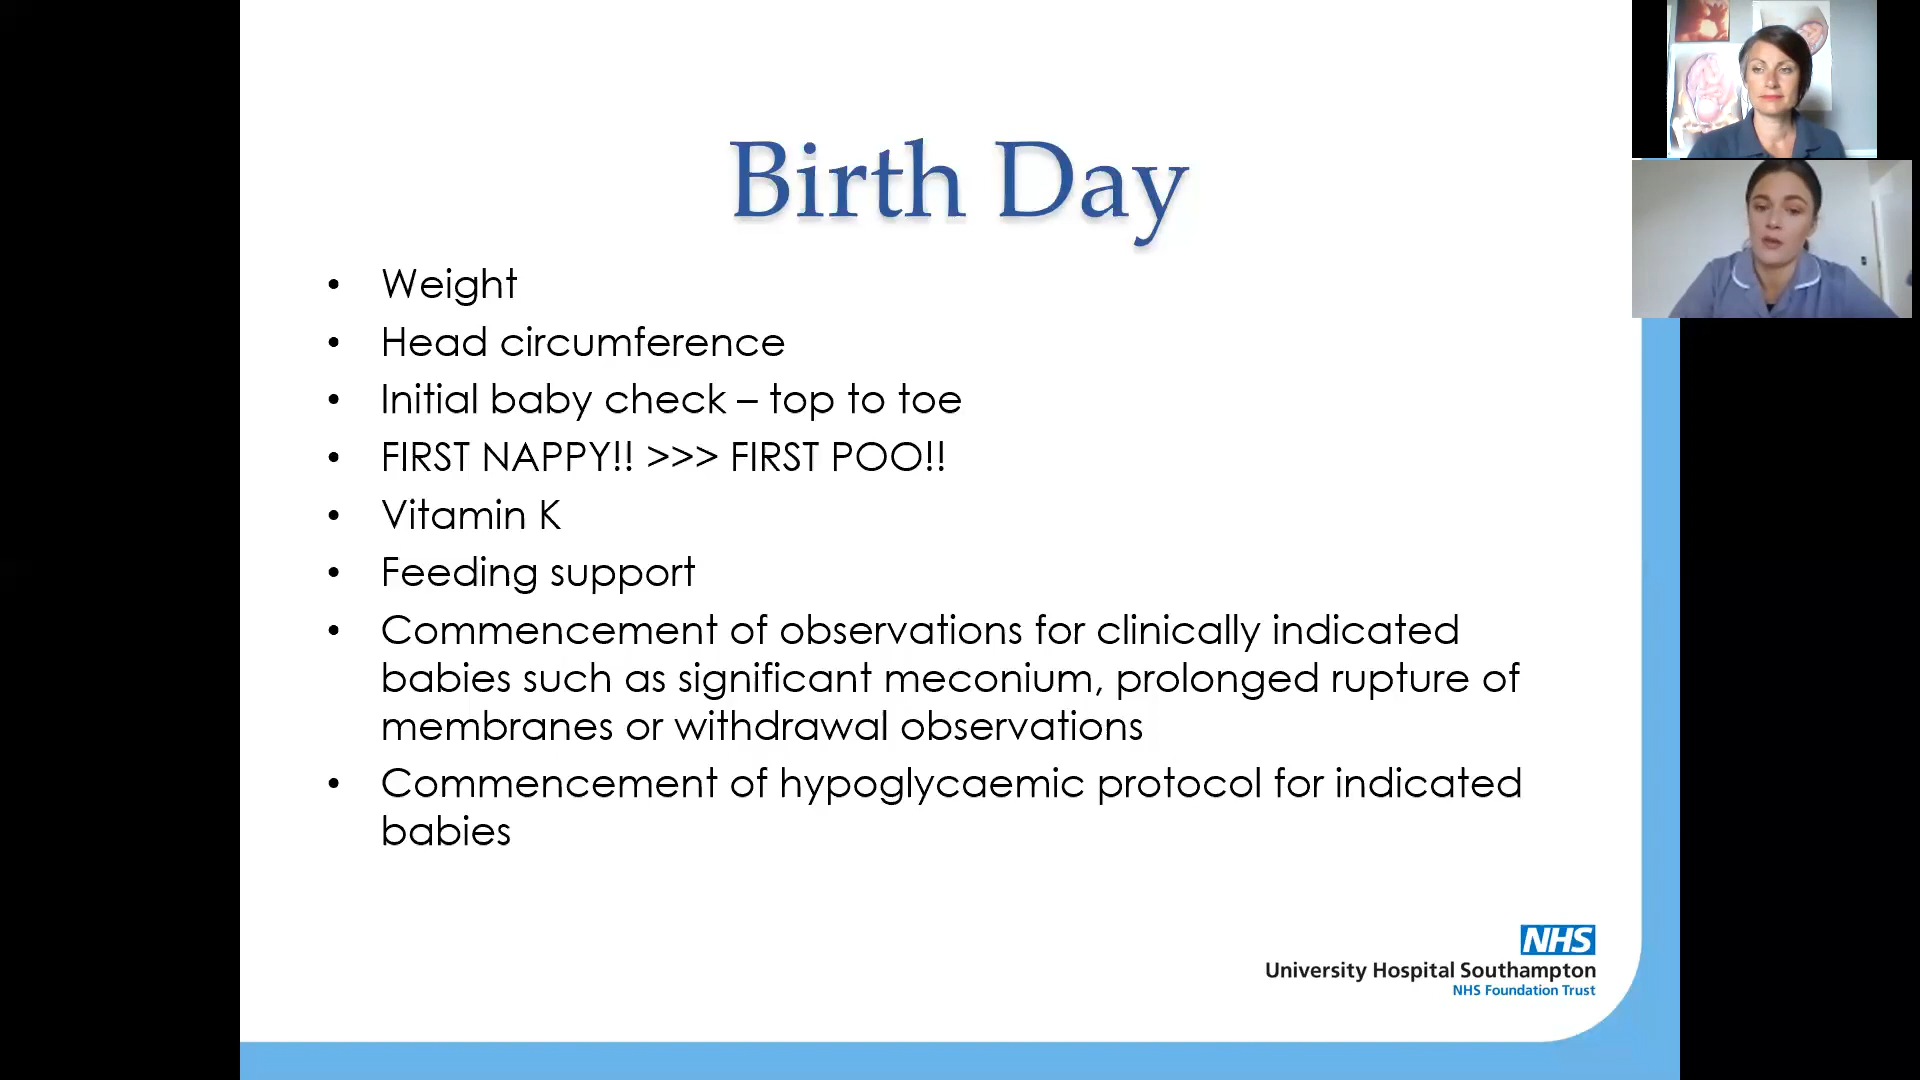 Birth Day
• Weight
• Head circumference
• Initial baby check – top to toe
• FIRST NAPPY!! >>> FIRST POO!!
• Vitamin K
• Feeding support
• Commencement of observations for clinically indicated
babies such as significant meconium, prolonged rupture of
membranes or withdrawal observations
• Commencement of hypoglycaemic protocol for indicated
babies
NHS
University Hospital Southampton
NHS Foundation Trust